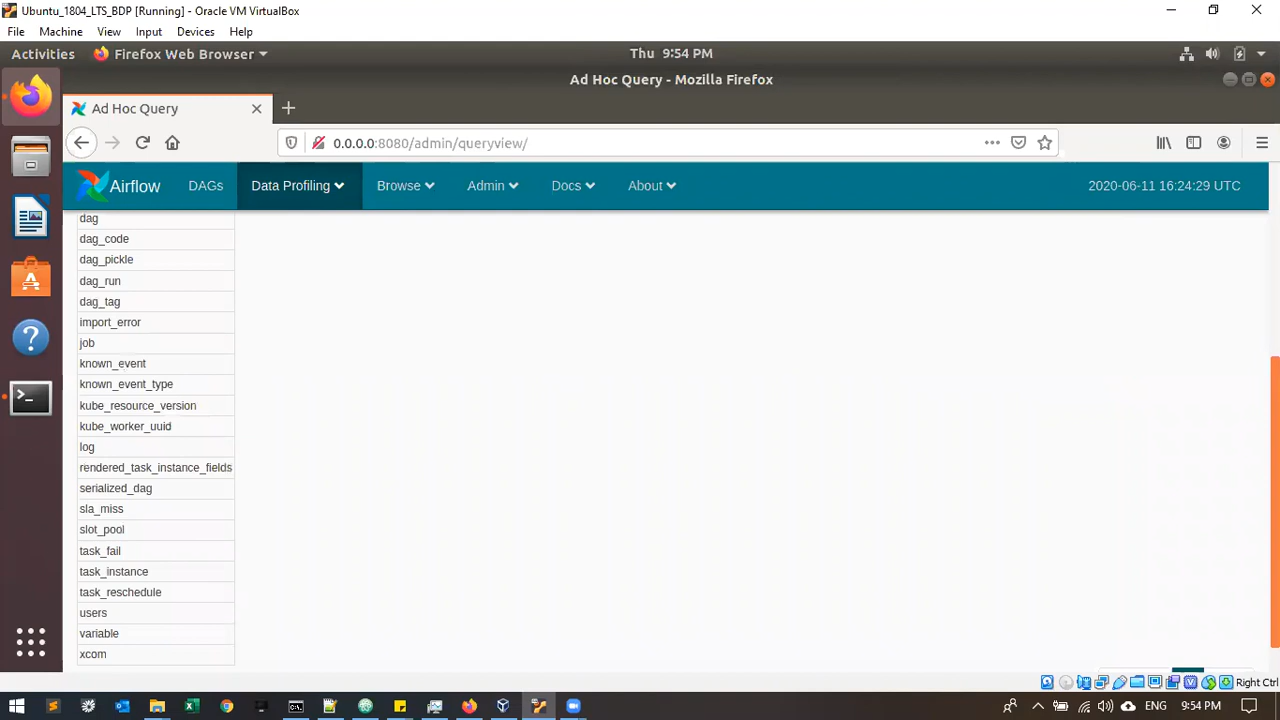 Ubuntu_1804_LTS_BDP [Running] - Oracle VM VirtualBox
File Machine View Input Devices Help
Activities Firefox Web Browser Thu 9:54 PM
Ad Hoc Query - Mozilla Firefox
Ad Hoc Query
0.0.0.0:8080/admin/queryview/
Airflow DAGs Data Profiling Browse Admin Docs About 2020-06-11 16:24:29 UTC
dag
dag_code
dag_pickle
dag_run
dag_tag
import_error
job
known_event
known_event_type
kube_resource_version
kube_worker_uuid
log
rendered_task_instance_fields
serialized_dag
sla_miss
slot_pool
task_fail
task_instance
task_reschedule
users
variable
xcom
Right Ctrl
9:54 PM